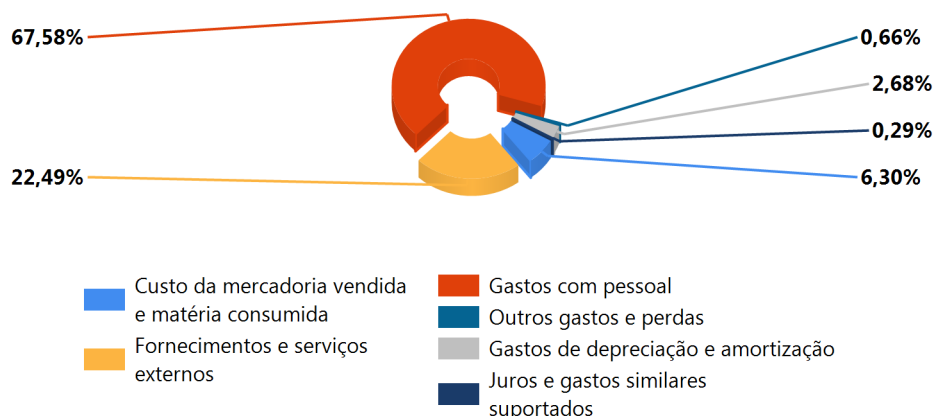 67,58%
22,49%
0,66%
2,68%
0,29%
6,30%
Custo da mercadoria vendida
e matéria consumida
Fornecimentos e serviços
externos
Gastos com pessoal
Outros gastos e perdas
Gastos de depreciação e amortização
Juros e gastos similares
suportados